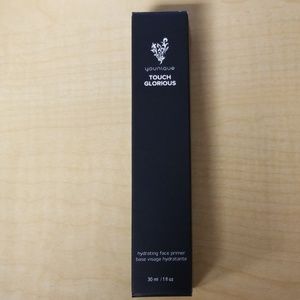 younique
TOUCH
GLORIOUS
hydrating face primer
base visage hydratante
30 ml / 1 fl oz